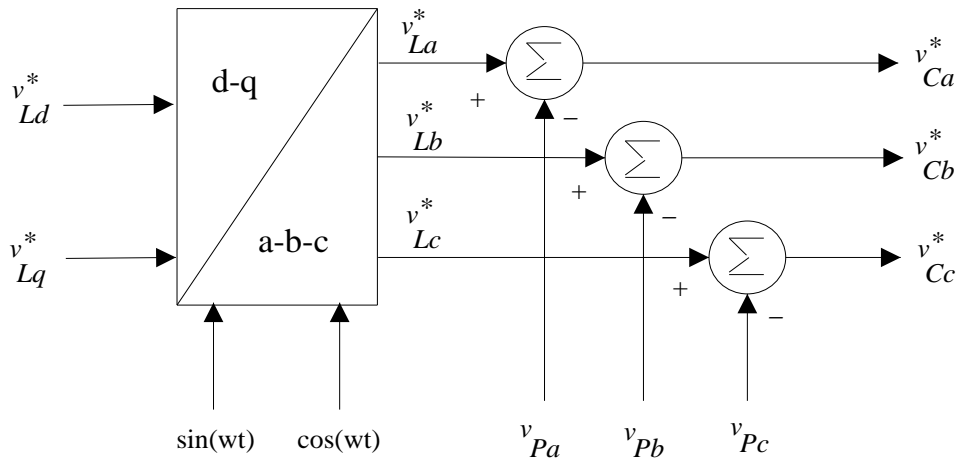 v*La
v*Ca
d-q
∑
+
−
v*Ld
v*Lb
v*Cb
∑
+
−
v*Lc
a-b-c
v*Cc
v*Lq
∑
+
−
sin(wt) cos(wt)
vPa vPb vPc